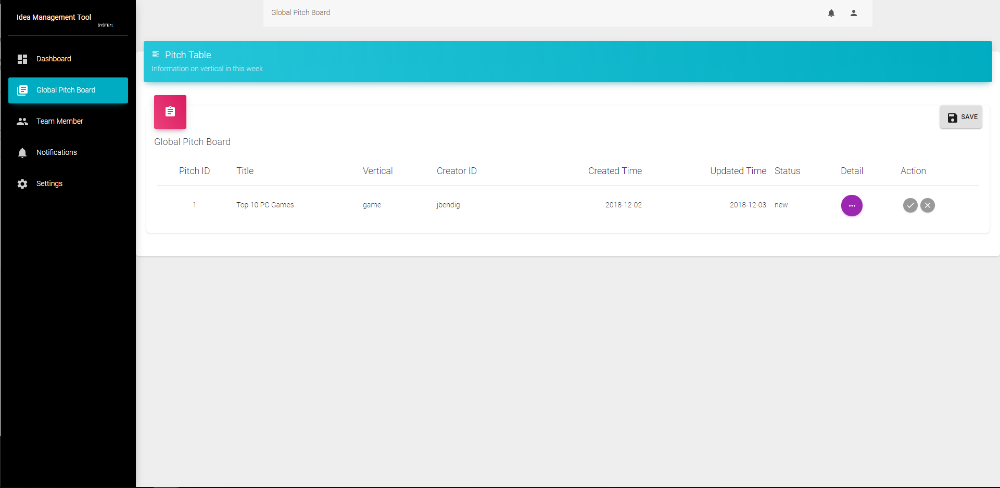 Idea Management Tool
SYSTEM1
Dashboard
Global Pitch Board
Team Member
Notifications
Settings
Global Pitch Board
Pitch Table
Information on vertical in this week
SAVE
Global Pitch Board
Pitch ID Title Vertical Creator ID Created Time Updated Time Status Detail Action
1 Top 10 PC Games game jbendig 2018-12-02 2018-12-03 new